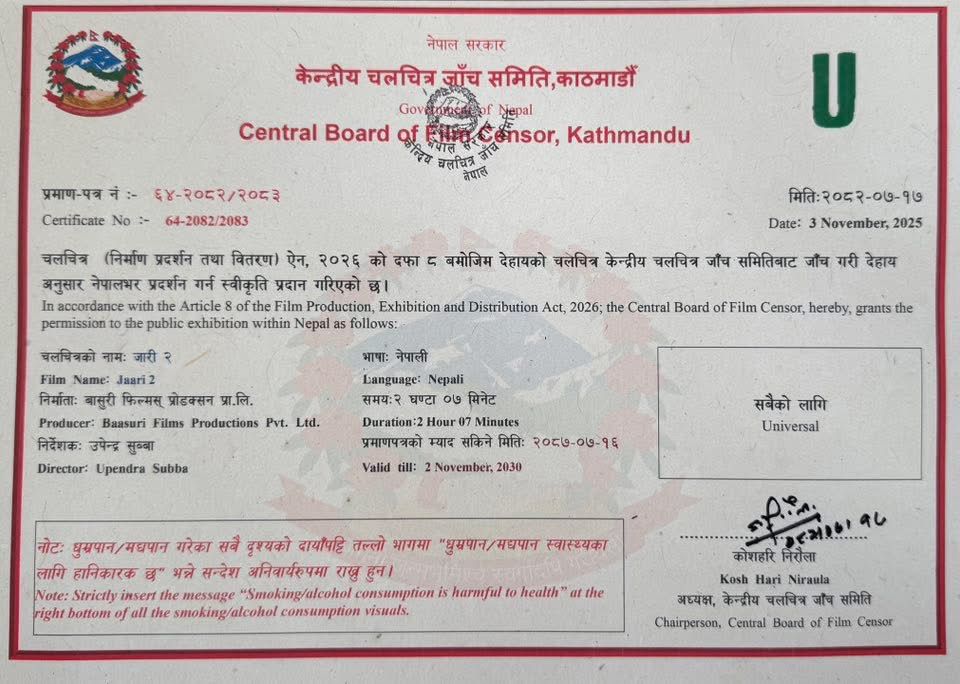 नेपाल सरकार
केन्द्रीय चलचित्र जाँच समिति,काठमाडौँ
Government of Nepal
Central Board of Film Censor, Kathmandu
U
नेपाल सरकार
केन्द्रिय चलचित्र जाँच समिति
नेपाल
प्रमाण-पत्र नं :- ६४-२०८२/२०८३
मिति:२०८२-०७-१७
Certificate No :- 64-2082/2083
Date: 3 November, 2025
चलचित्र (निर्माण प्रदर्शन तथा वितरण) ऐन, २०२६ को दफा ८ बमोजिम देहायको चलचित्र केन्द्रीय चलचित्र जाँच समितिबाट जाँच गरी देहाय
अनुसार नेपालभर प्रदर्शन गर्न स्वीकृति प्रदान गरिएको छ।
In accordance with the Article 8 of the Film Production, Exhibition and Distribution Act, 2026; the Central Board of Film Censor, hereby, grants the
permission to the public exhibition within Nepal as follows:
चलचित्रको नाम: जारी २
Film Name: Jaari 2
निर्माता: बासुरी फिल्मस् प्रोडक्सन प्रा.लि.
Producer: Baasuri Films Productions Pvt. Ltd.
निर्देशक: उपेन्द्र सुब्बा
Director: Upendra Subba
भाषा: नेपाली
Language: Nepali
समय:२ घण्टा ०७ मिनेट
Duration:2 Hour 07 Minutes
प्रमाणपत्रको म्याद सकिने मिति: २०८७-०७-१६
Valid till: 2 November, 2030
सबैको लागि
Universal
नोट: धुम्रपान/मद्यपान गरेका सबै दृश्यको दायाँपट्टि तल्लो भागमा "धुम्रपान/मद्यपान स्वास्थ्यका
लागि हानिकारक छ" भन्ने सन्देश अनिवार्यरुपमा राख्नु हुन।
Note: Strictly insert the message "Smoking/alcohol consumption is harmful to health" at the
right bottom of all the smoking/alcohol consumption visuals.
कोशहरि निरौला
Kosh Hari Niraula
अध्यक्ष, केन्द्रीय चलचित्र जाँच समिति
Chairperson, Central Board of Film Censor